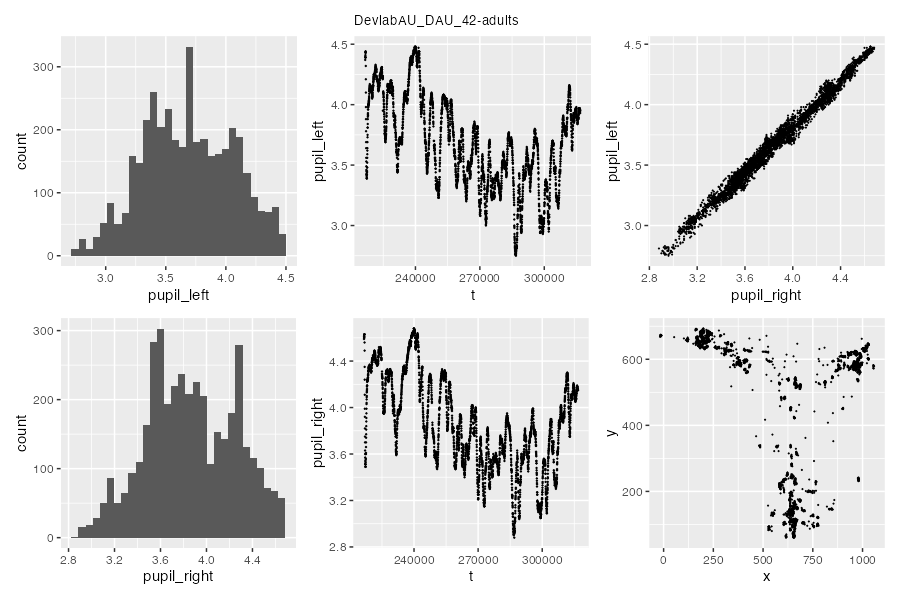 DevlabAU_DAU_42-adults
count
300
200
100
0
3.0 3.5 4.0 4.5
pupil_left
pupil_left
4.5
4.0
3.5
3.0
240000 270000 300000
t
pupil_left
4.5
4.0
3.5
3.0
2.8 3.2 3.6 4.0 4.4
pupil_right
count
300
200
100
0
2.8 3.2 3.6 4.0 4.4
pupil_right
pupil_right
4.4
4.0
3.6
3.2
2.8
240000 270000 300000
t
y
600
400
200
0 250 500 750 1000
x